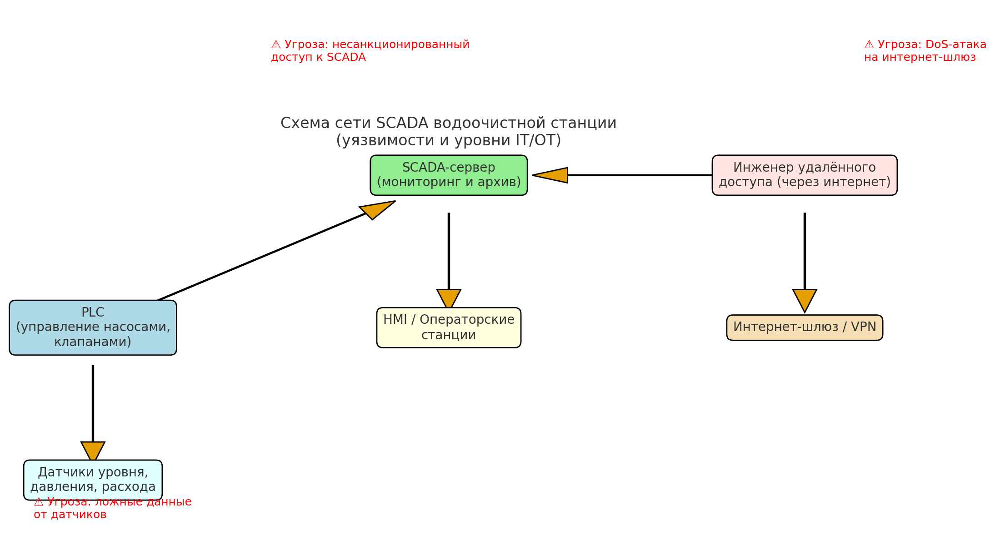 ⚠ Угроза: несанкционированный
доступ к SCADA
⚠ Угроза: DoS-атака
на интернет-шлюз
Схема сети SCADA водоочистной станции
(уязвимости и уровни IT/OT)
SCADA-сервер
(мониторинг и архив)
Инженер удалённого
доступа (через интернет)
PLC
(управление насосами,
клапанами)
HMI / Операторские
станции
Интернет-шлюз / VPN
Датчики уровня,
давления, расхода
⚠ Угроза: ложные данные
от датчиков